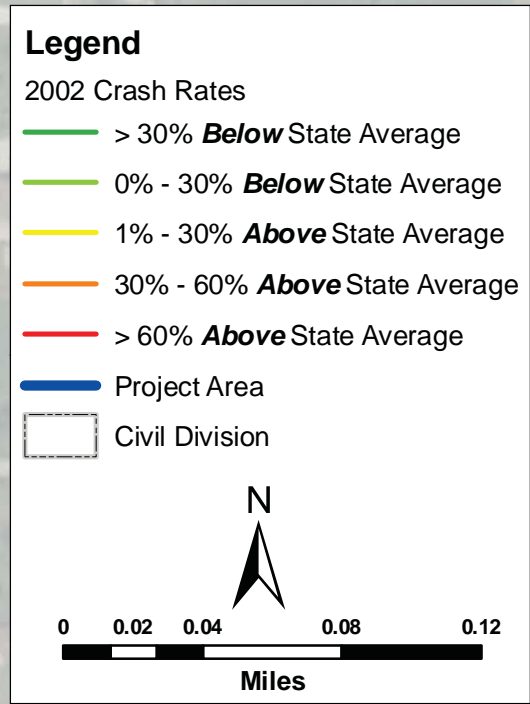 Legend
2002 Crash Rates
> 30% Below State Average
0% - 30% Below State Average
1% - 30% Above State Average
30% - 60% Above State Average
> 60% Above State Average
Project Area
Civil Division
N
0 0.02 0.04 0.08 0.12
Miles